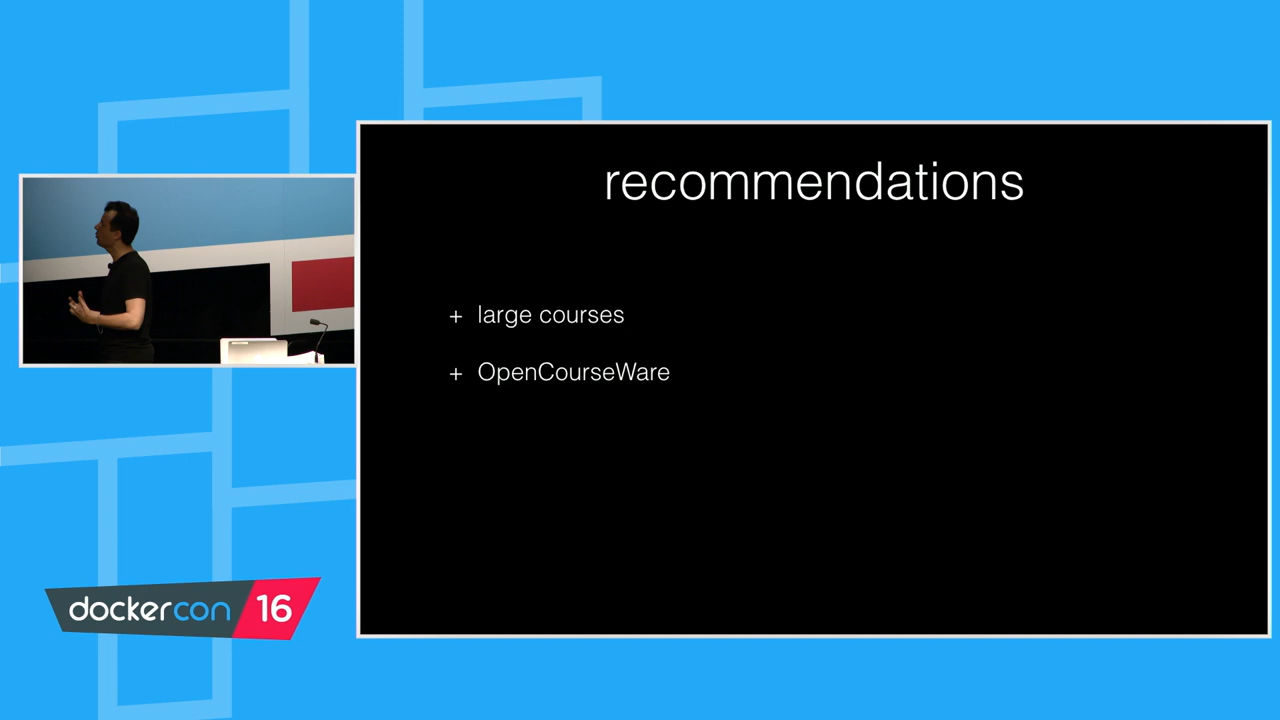 recommendations
+ large courses
+ OpenCourseWare
dockercon 16